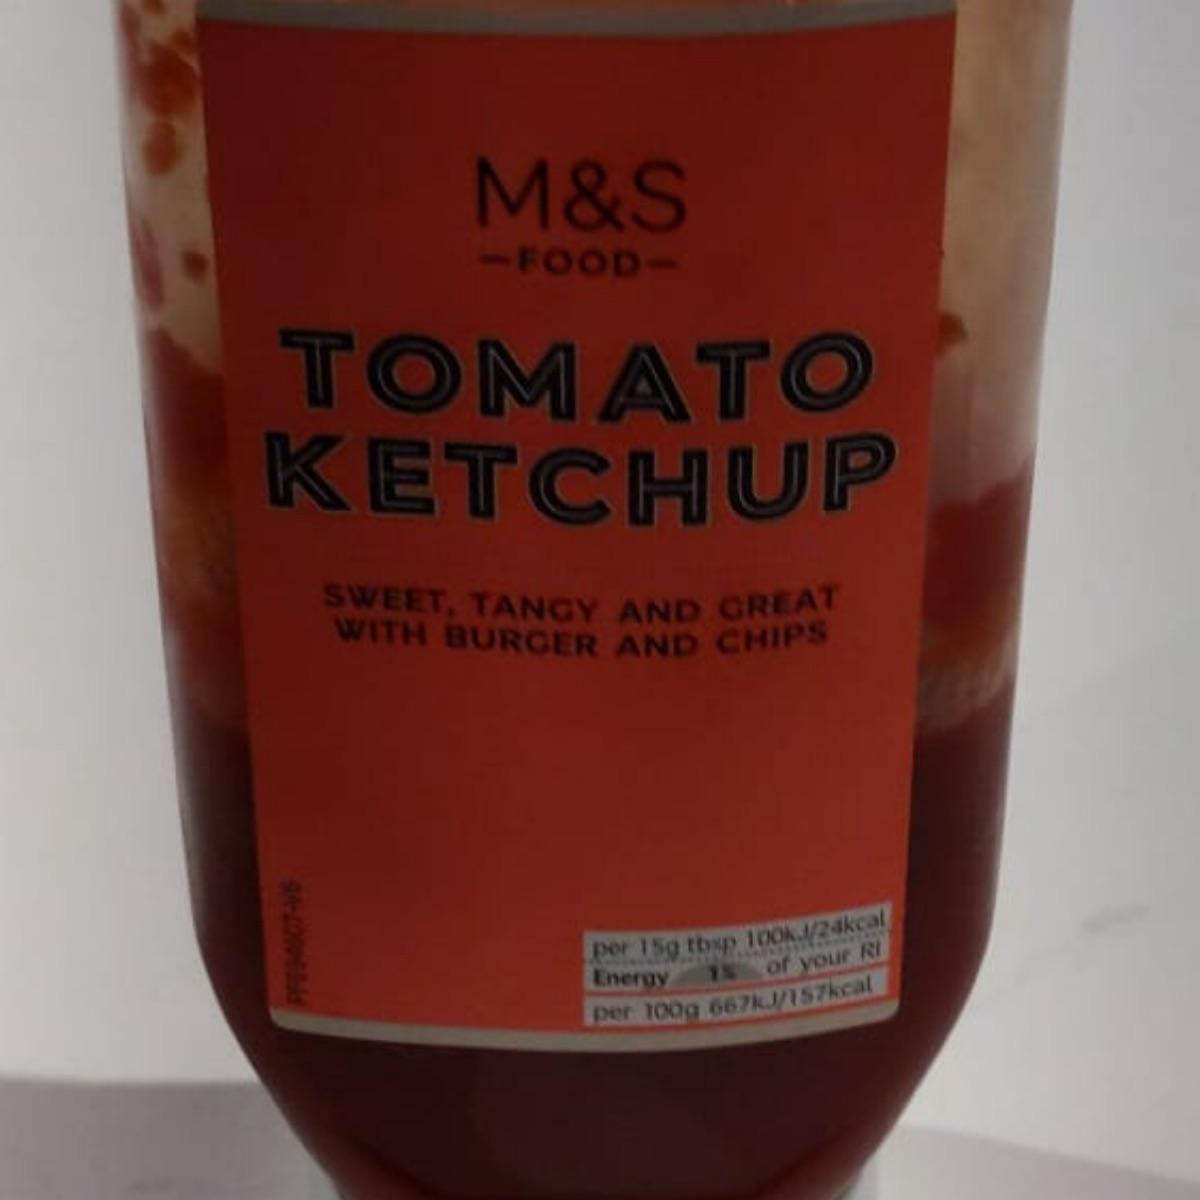 M&S
FOOD
TOMATO
KETCHUP
SWEET, TANGY AND GREAT
WITH BURGER AND CHIPS
per 15g tbsp 100kJ/24kcal
Energy 1% of your RI
per 100g 667kJ/157kcal